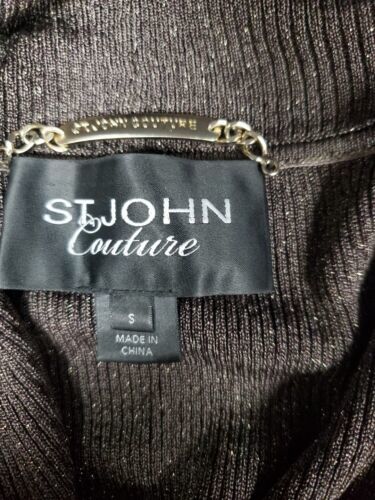 ST JOHN COUTURE
ST JOHN
Couture
S
MADE IN
CHINA